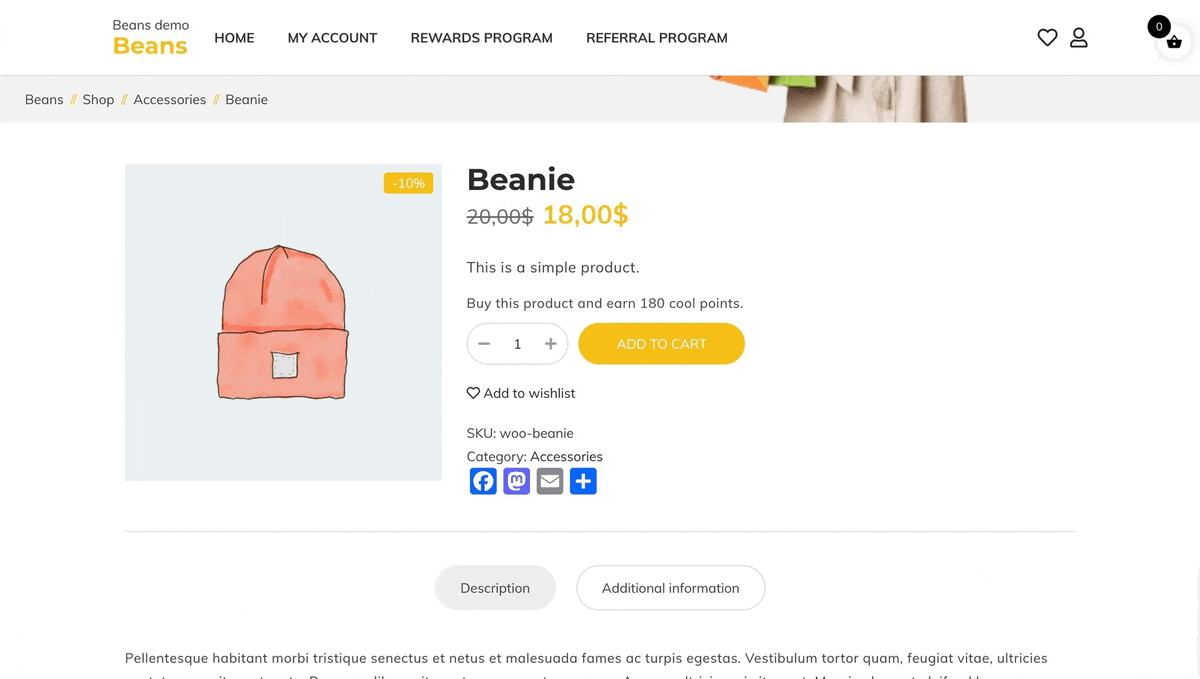 Beans demo
Beans
HOME
MY ACCOUNT
REWARDS PROGRAM
REFERRAL PROGRAM
0
Beans // Shop // Accessories // Beanie
-10%
Beanie
20,00$ 18,00$
This is a simple product.
Buy this product and earn 180 cool points.
− 1 +
ADD TO CART
Add to wishlist
SKU: woo-beanie
Category: Accessories
Description
Additional information
Pellentesque habitant morbi tristique senectus et netus et malesuada fames ac turpis egestas. Vestibulum tortor quam, feugiat vitae, ultricies